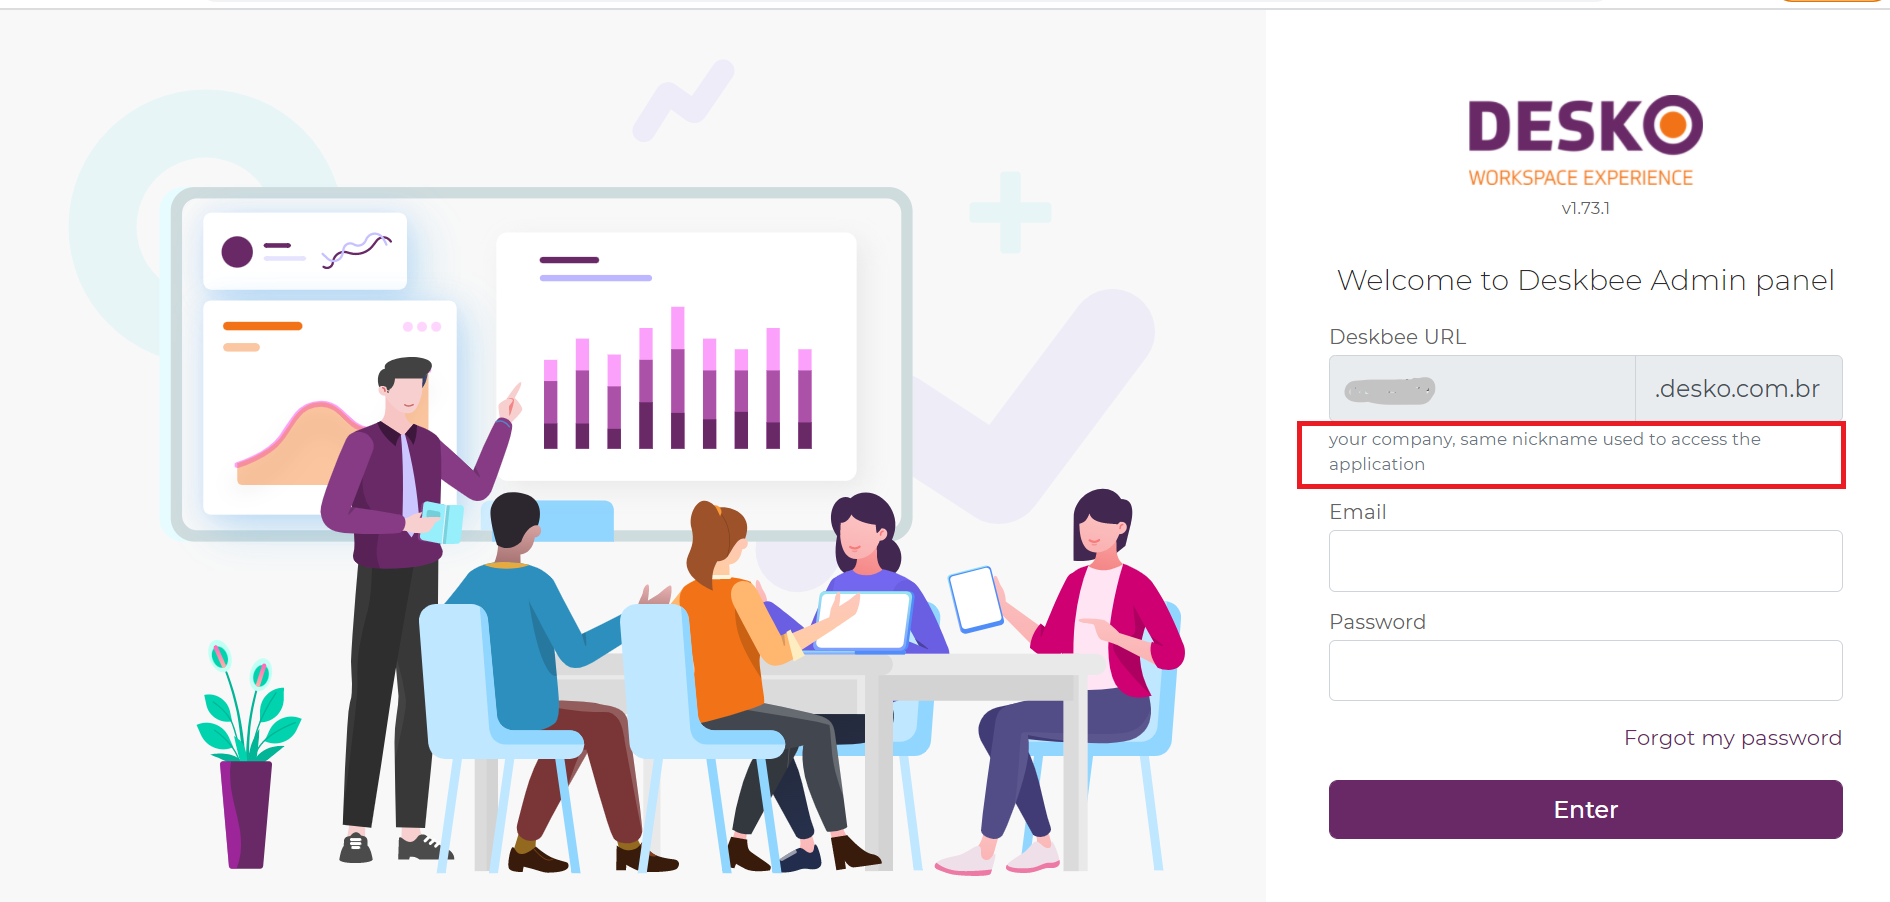 DESKO
WORKSPACE EXPERIENCE
v1.73.1
Welcome to Deskbee Admin panel
Deskbee URL
.desko.com.br
your company, same nickname used to access the
application
Email
Password
Forgot my password
Enter